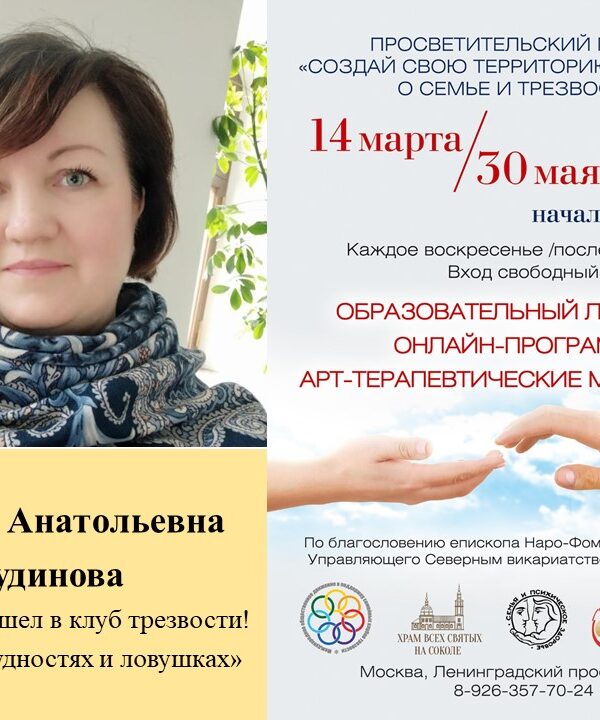 Анатольевна
удинова
шел в клуб трезвости!
удностях и ловушках»
ПРОСВЕТИТЕЛЬСКИЙ
«СОЗДАЙ СВОЮ ТЕРРИТОРИЮ
О СЕМЬЕ И ТРЕЗВОС
14 марта/
30 мая
начал
Каждое воскресенье /после
Вход свободный
ОБРАЗОВАТЕЛЬНЫЙ Л
ОНЛАЙН-ПРОГРАМ
АРТ-ТЕРАПЕВТИЧЕСКИЕ М
По благословению епископа Наро-Фом
Управляющего Северным викариатств
ХРАМ ВСЕХ СВЯТЫХ
НА СОКОЛЕ
СЕМЬЯ И ПСИХИЧЕСКОЕ
ЗДОРОВЬЕ
Москва, Ленинградский прос
8-926-357-70-24